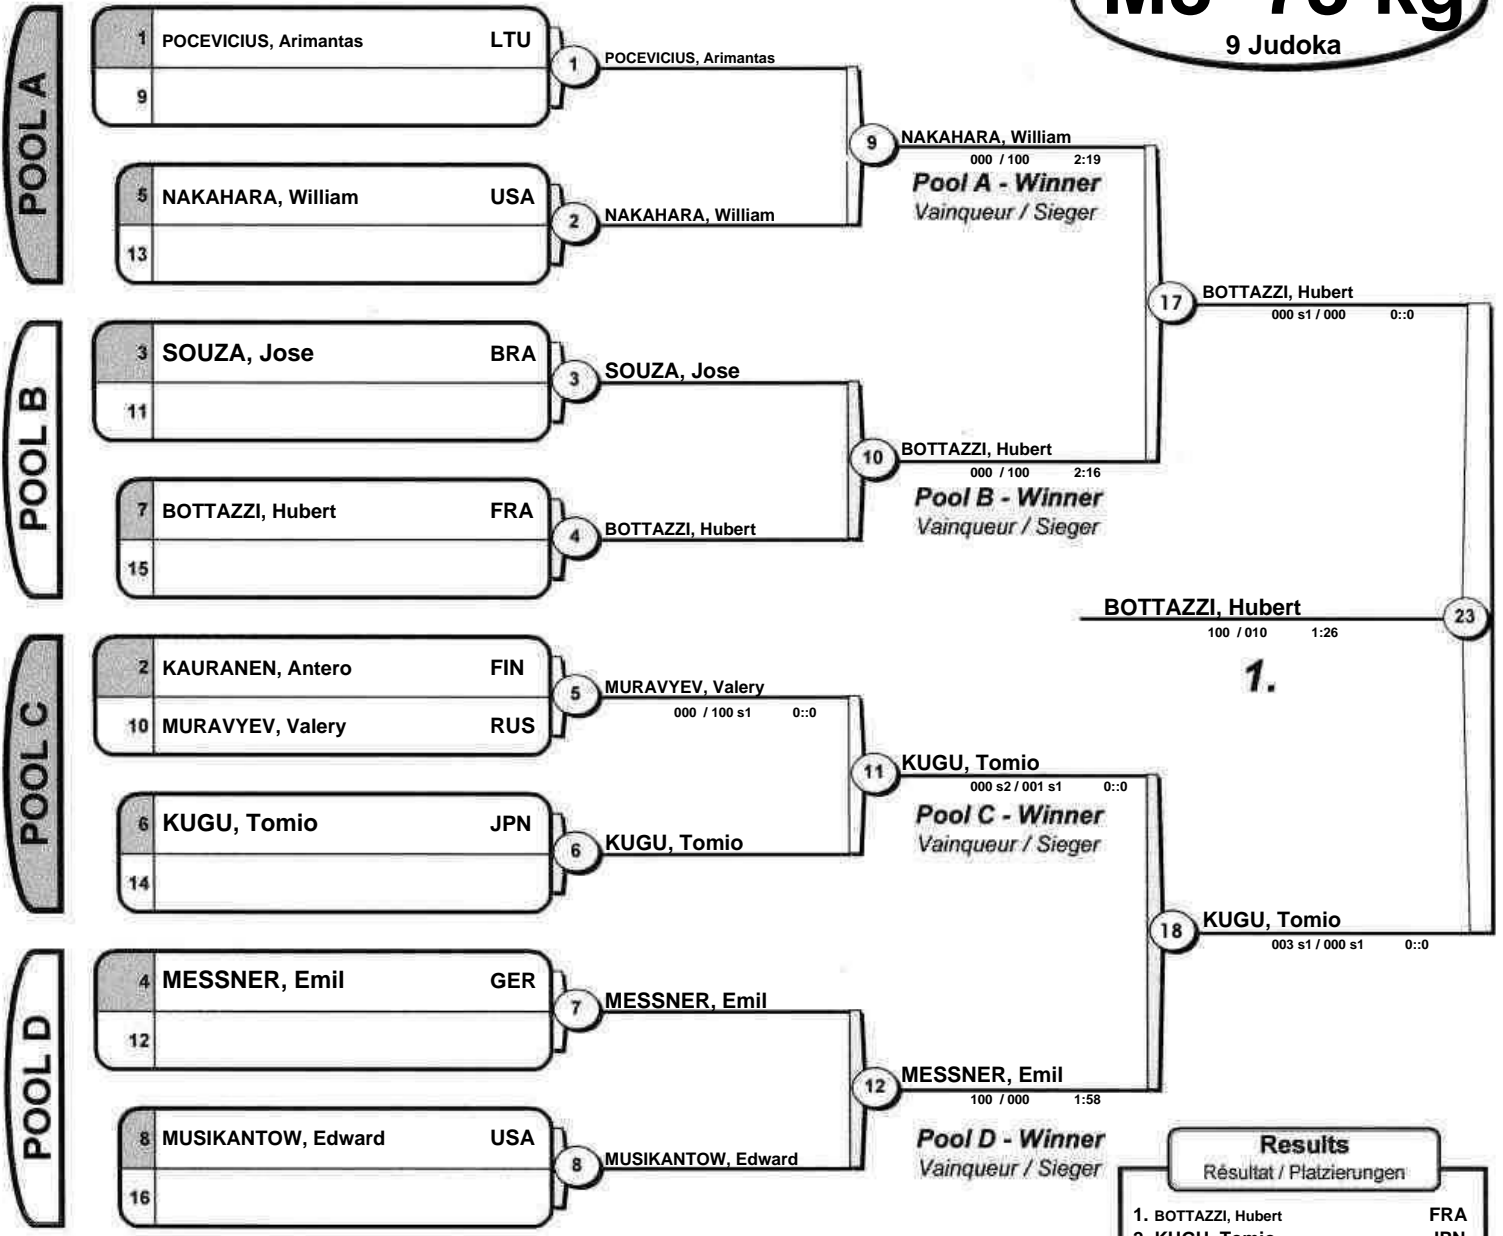 9 Judoka
POOL A
1 POCEVICIUS, Arimantas LTU
9
1 POCEVICIUS, Arimantas
5 NAKAHARA, William USA
13
2 NAKAHARA, William
9 NAKAHARA, William
000 / 100 2:19
Pool A - Winner
Vainqueur / Sieger
POOL B
3 SOUZA, Jose BRA
11
3 SOUZA, Jose
7 BOTTAZZI, Hubert FRA
15
4 BOTTAZZI, Hubert
10 BOTTAZZI, Hubert
000 / 100 2:16
Pool B - Winner
Vainqueur / Sieger
17 BOTTAZZI, Hubert
000 s1 / 000 0::0
BOTTAZZI, Hubert 23
100 / 010 1:26
1.
POOL C
2 KAURANEN, Antero FIN
10 MURAVYEV, Valery RUS
5 MURAVYEV, Valery
000 / 100 s1 0::0
6 KUGU, Tomio JPN
14
6 KUGU, Tomio
11 KUGU, Tomio
000 s2 / 001 s1 0::0
Pool C - Winner
Vainqueur / Sieger
18 KUGU, Tomio
003 s1 / 000 s1 0::0
POOL D
4 MESSNER, Emil GER
12
7 MESSNER, Emil
8 MUSIKANTOW, Edward USA
16
8 MUSIKANTOW, Edward
12 MESSNER, Emil
100 / 000 1:58
Pool D - Winner
Vainqueur / Sieger
Results
Résultat / Platzierungen
1. BOTTAZZI, Hubert FRA
2. KUGU, Tomio JPN